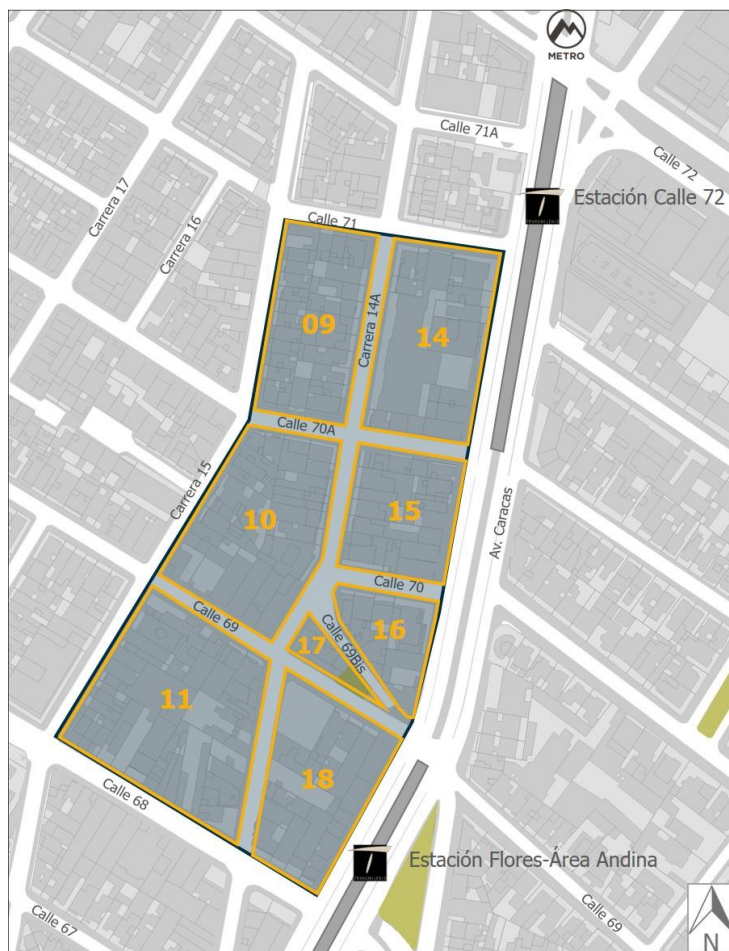 METRO
Calle 71A
Calle 72
Estación Calle 72
TRANSMILENIO
Carrera 17
Carrera 16
Calle 71
09
Carrera 14A
14
Calle 70A
Carrera 15
10
15
Av. Caracas
Calle 70
Calle 69
16
17
Calle 69Bis
11
18
Calle 68
Estación Flores-Área Andina
TRANSMILENIO
Calle 67
Calle 69
N